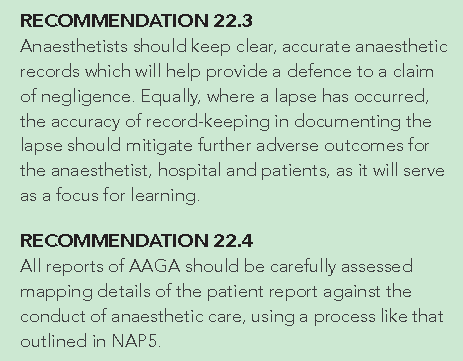 RECOMMENDATION 22.3
Anaesthetists should keep clear, accurate anaesthetic
records which will help provide a defence to a claim
of negligence. Equally, where a lapse has occurred,
the accuracy of record-keeping in documenting the
lapse should mitigate further adverse outcomes for
the anaesthetist, hospital and patients, as it will serve
as a focus for learning.
RECOMMENDATION 22.4
All reports of AAGA should be carefully assessed
mapping details of the patient report against the
conduct of anaesthetic care, using a process like that
outlined in NAP5.